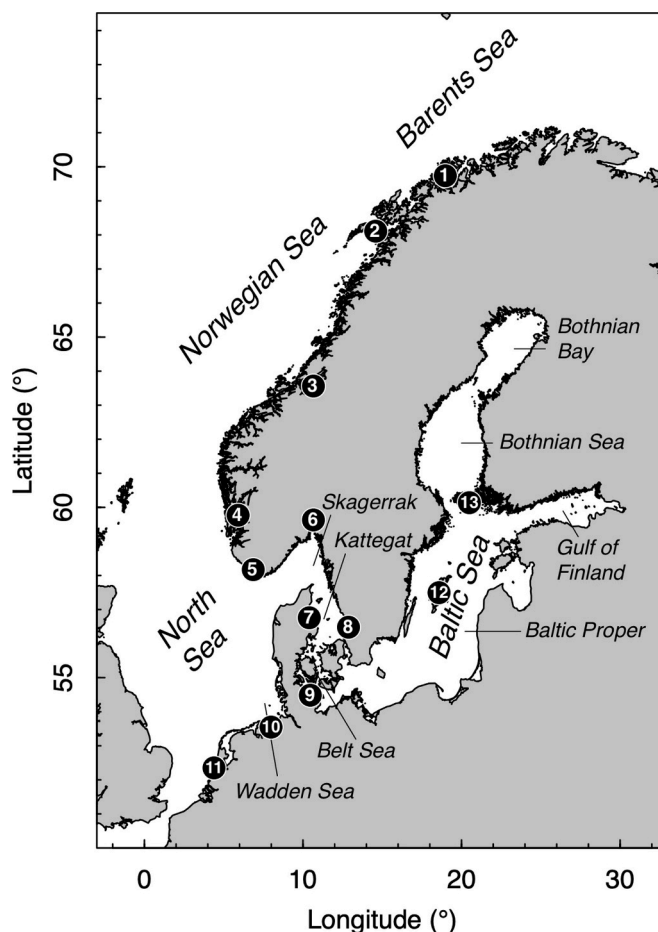 Barents Sea
70
1
2
Norwegian Sea
Bothnian
Bay
65
3
Latitude (°)
Bothnian Sea
Skagerrak
13
60
4
6
Kattegat
Gulf of
Finland
5
12
North
Sea
Baltic Sea
7
8
Baltic Proper
55
9
10
Belt Sea
11
Wadden Sea
0
10
20
30
Longitude (°)